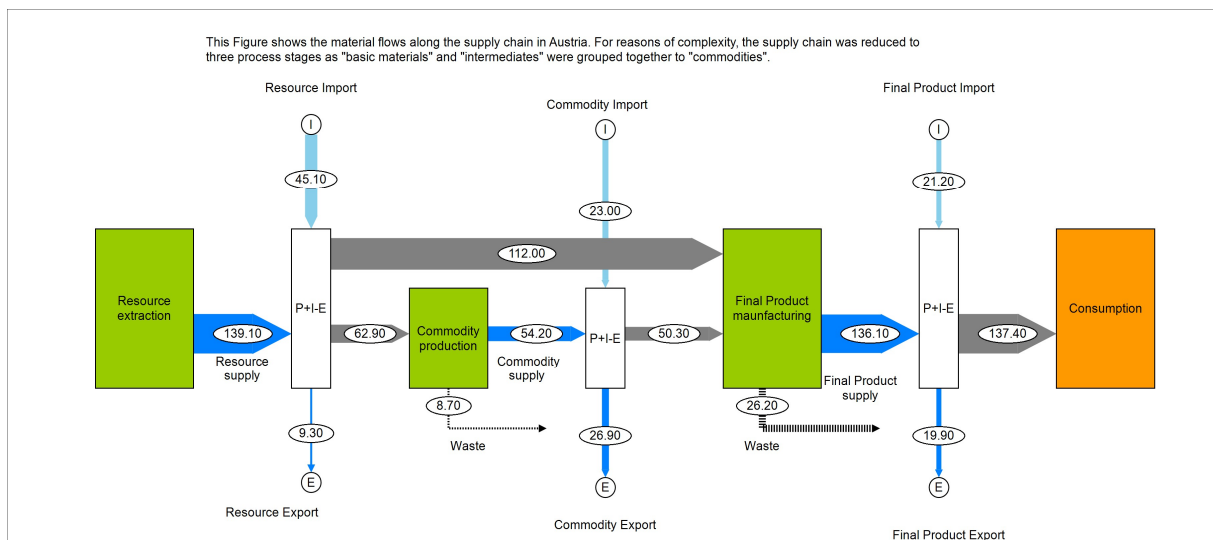 This Figure shows the material flows along the supply chain in Austria. For reasons of complexity, the supply chain was reduced to
three process stages as "basic materials" and "intermediates" were grouped together to "commodities".
Resource Import
Commodity Import
Final Product Import
I
I
I
45.10
21.20
23.00
112.00
Resource
extraction
P+I-E
Final Product
maunfacturing
P+I-E
Consumption
139.10
62.90
Commodity
production
54.20
P+I-E
50.30
136.10
137.40
Resource
supply
Commodity
supply
Final Product
supply
8.70
26.20
9.30
Waste
26.90
Waste
19.90
E
E
E
Resource Export
Commodity Export
Final Product Export